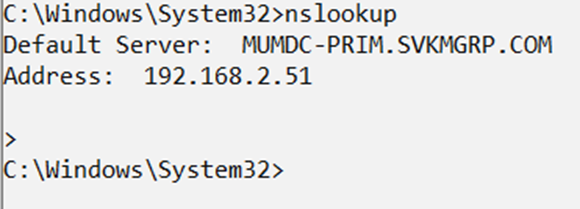 C:\Windows\System32>nslookup
Default Server:  MUMDC-PRIM.SVKMGRP.COM
Address:  192.168.2.51
>
C:\Windows\System32>